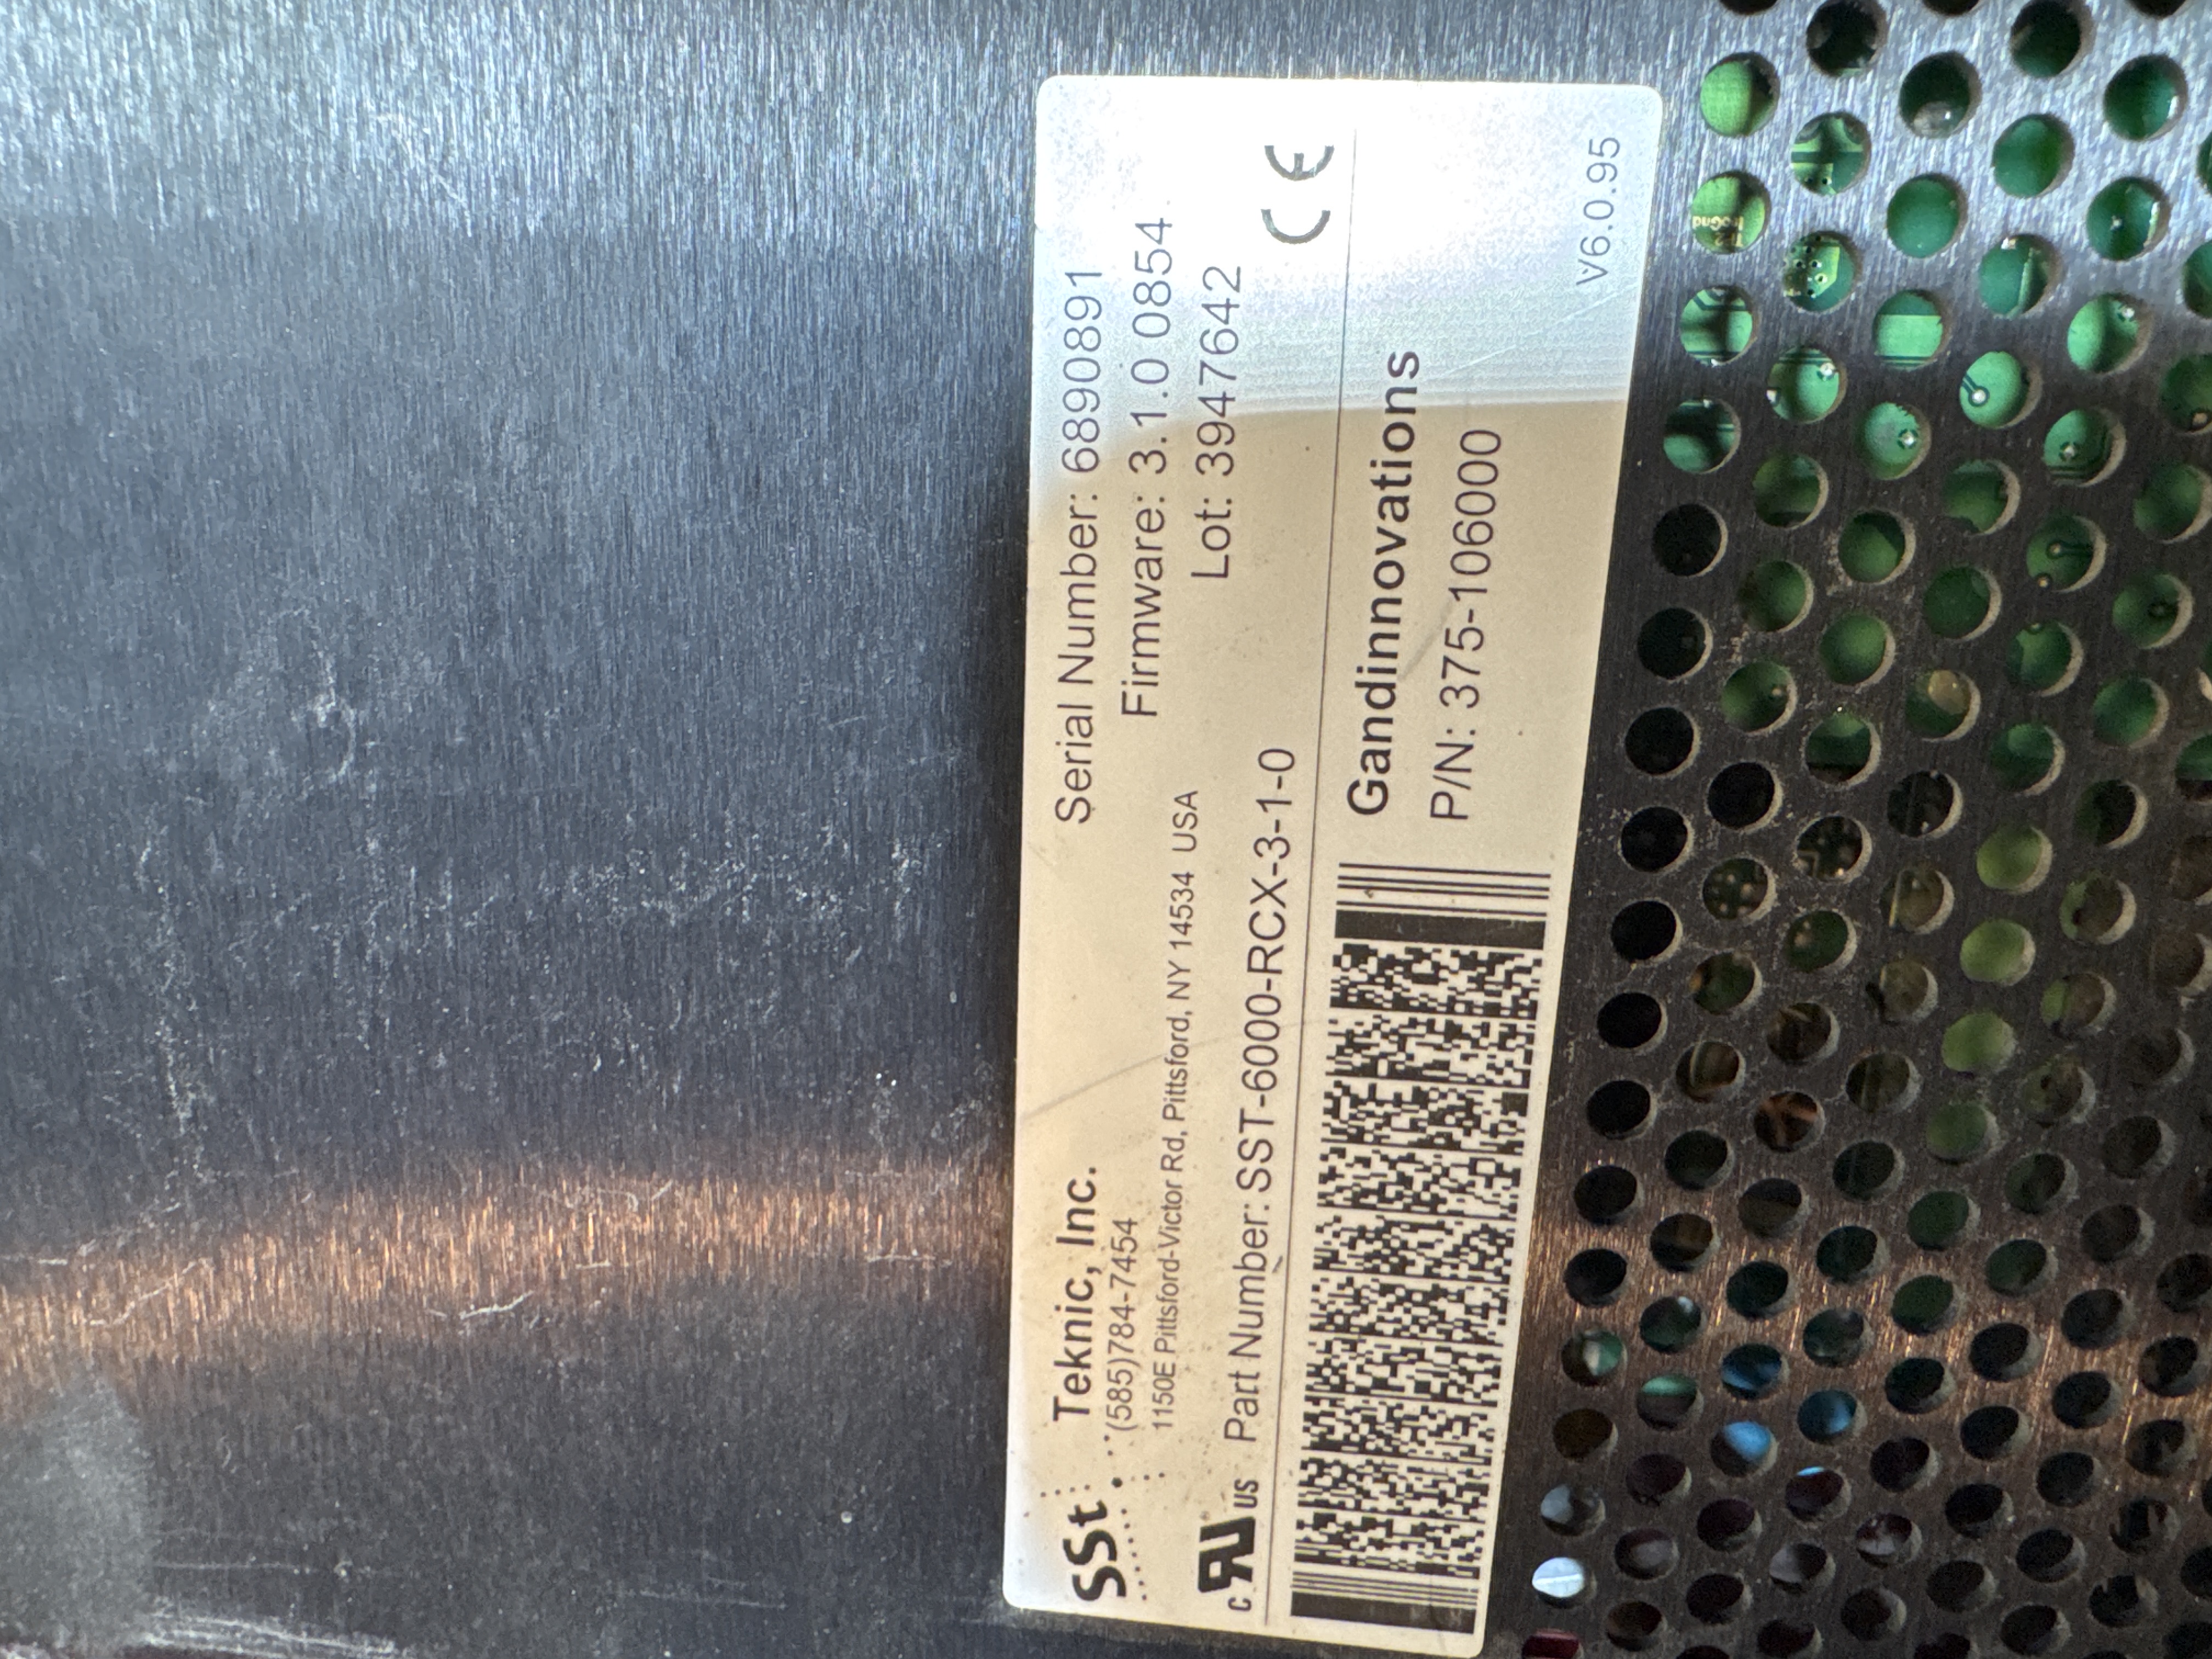 sst
Teknic, Inc.
(585)784-7454
1150E Pittsford-Victor Rd, Pittsford, NY 14534 USA
Serial Number: 6890891
Firmware: 3.1.0 0854
Lot: 3947642
c RU us
Part Number: SST-6000-RCX-3-1-0
CE
Gandinnovations
P/N: 375-106000
V6.0.95